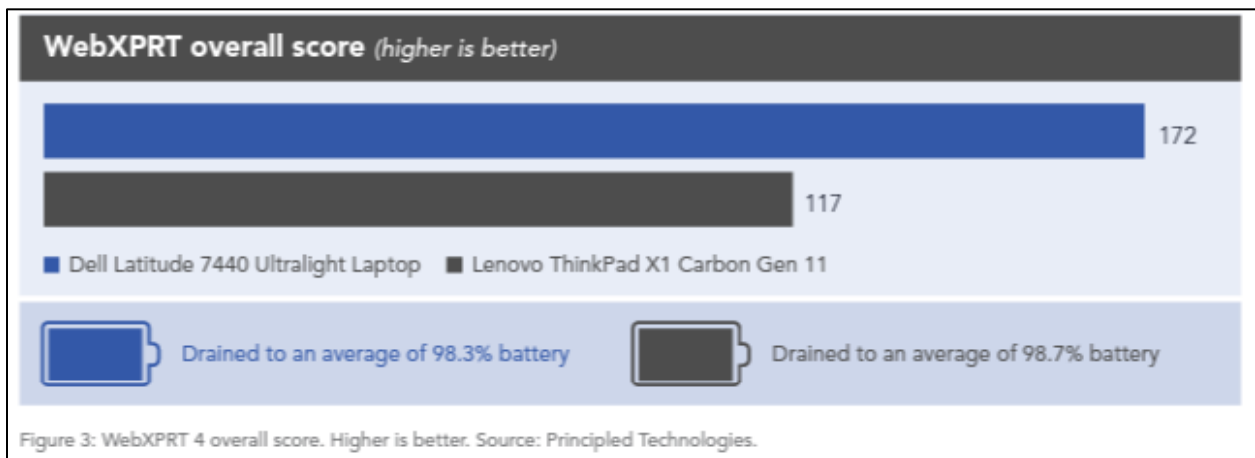 WebXPRT overall score (higher is better)
172
117
Dell Latitude 7440 Ultralight Laptop Lenovo ThinkPad X1 Carbon Gen 11
Drained to an average of 98.3% battery Drained to an average of 98.7% battery
Figure 3: WebXPRT 4 overall score. Higher is better. Source: Principled Technologies.